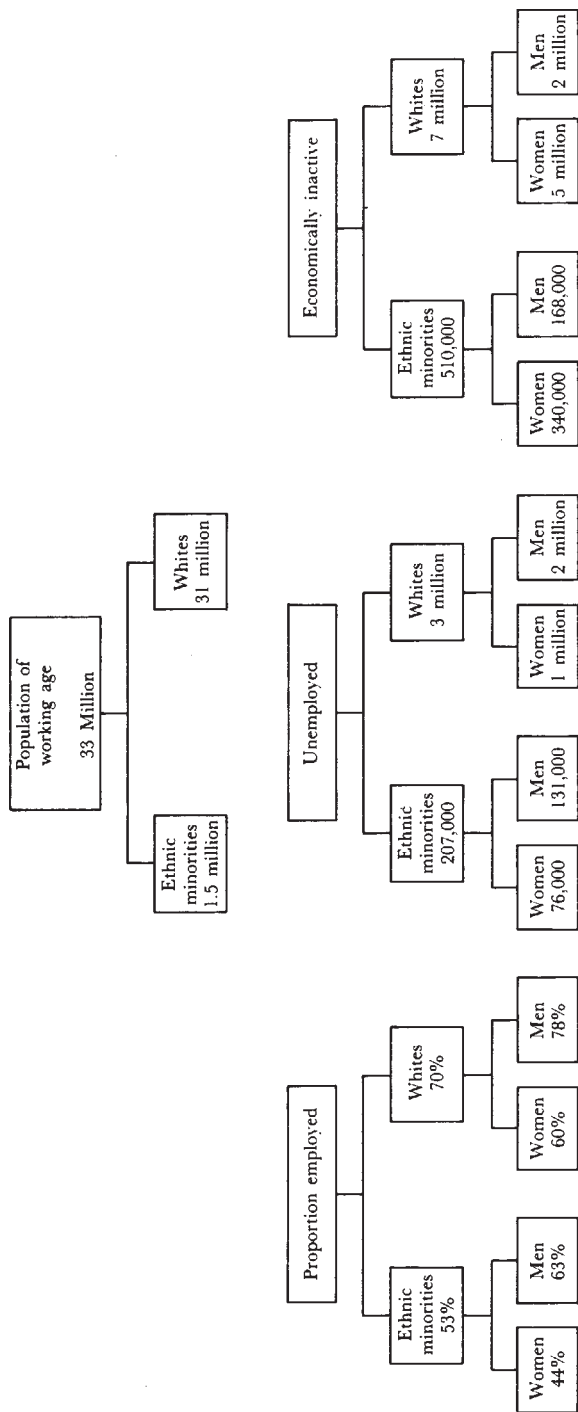 Population of
working age
33 Million
Ethnic
minorities
1.5 million
Whites
31 million
Proportion employed
Ethnic
minorities
53%
Whites
70%
Women
44%
Men
63%
Women
60%
Men
78%
Unemployed
Ethnic
minorities
207,000
Whites
3 million
Women
76,000
Men
131,000
Women
1 million
Men
2 million
Economically inactive
Ethnic
minorities
510,000
Whites
7 million
Women
340,000
Men
168,000
Women
5 million
Men
2 million